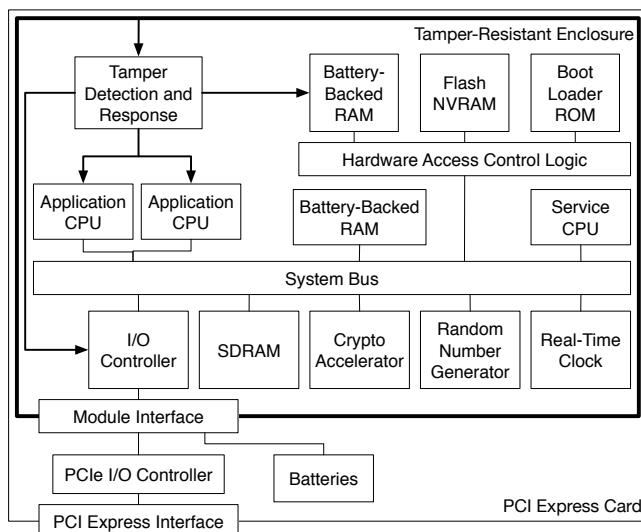 Tamper-Resistant Enclosure
Tamper
Detection and
Response
Battery-
Backed
RAM
Flash
NVRAM
Boot
Loader
ROM
Hardware Access Control Logic
Application
CPU
Application
CPU
Battery-Backed
RAM
Service
CPU
System Bus
I/O
Controller
SDRAM
Crypto
Accelerator
Random
Number
Generator
Real-Time
Clock
Module Interface
PCIe I/O Controller
Batteries
PCI Express Card
PCI Express Interface